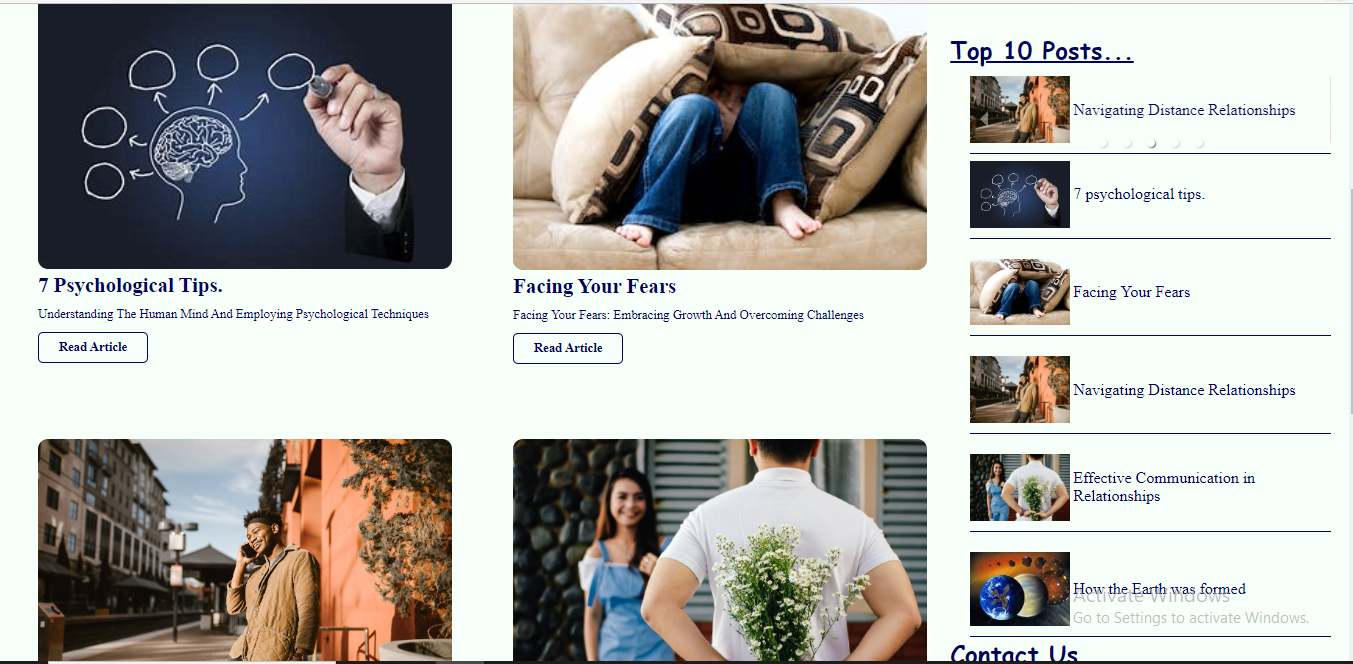 7 Psychological Tips.
Understanding The Human Mind And Employing Psychological Techniques
Read Article
Facing Your Fears
Facing Your Fears: Embracing Growth And Overcoming Challenges
Read Article
Top 10 Posts...
Navigating Distance Relationships
7 psychological tips.
Facing Your Fears
Navigating Distance Relationships
Effective Communication in
Relationships
How the Earth was formed
Activate Windows
Go to Settings to activate Windows.
Contact Us